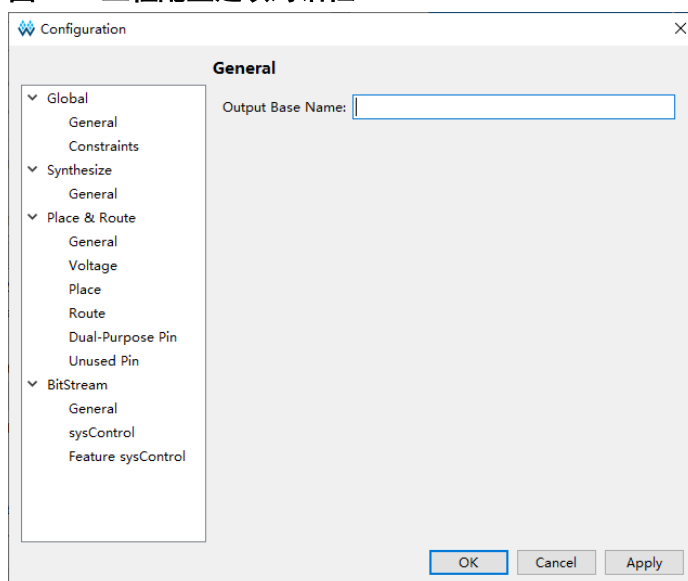 Configuration
General
Output Base Name:
Global
General
Constraints
Synthesize
General
Place & Route
General
Voltage
Place
Route
Dual-Purpose Pin
Unused Pin
BitStream
General
sysControl
Feature sysControl
OK Cancel Apply